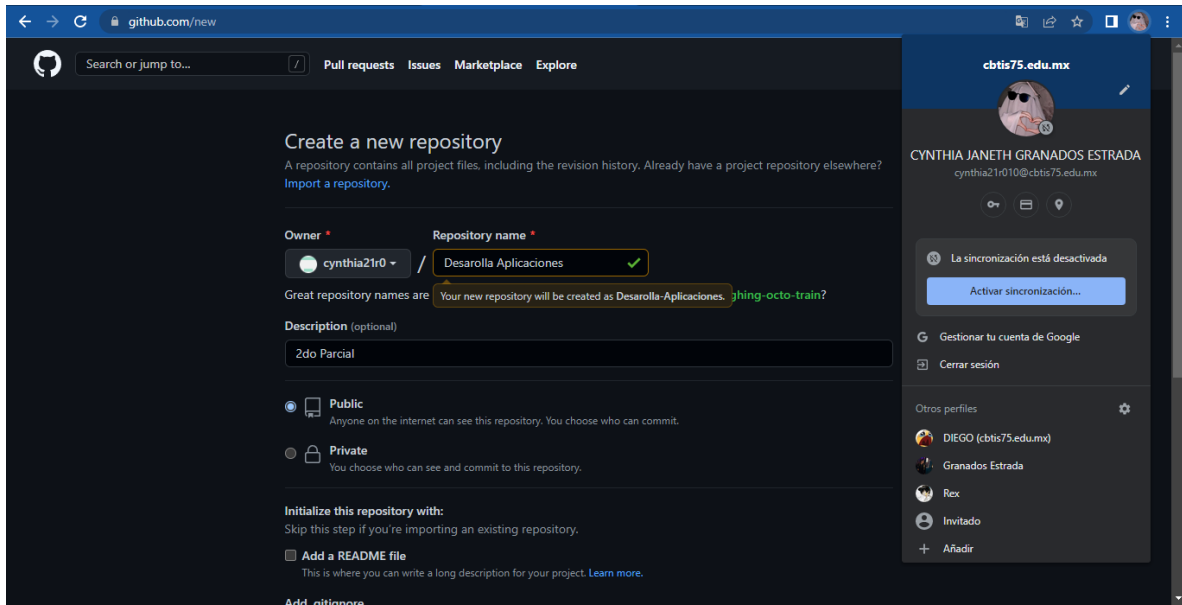 github.com/new
Search or jump to... /
Pull requests Issues Marketplace Explore
Create a new repository
A repository contains all project files, including the revision history. Already have a project repository elsewhere?
Import a repository.
Owner *
Repository name *
cynthia21r0 / Desarolla Aplicaciones
Great repository names are
Your new repository will be created as Desarolla-Aplicaciones.
ghing-octo-train?
Description (optional)
2do Parcial
Public
Anyone on the internet can see this repository. You choose who can commit.
Private
You choose who can see and commit to this repository.
Initialize this repository with:
Skip this step if you're importing an existing repository.
Add a README file
This is where you can write a long description for your project. Learn more.
Add .gitignore
cbtis75.edu.mx
CYNTHIA JANETH GRANADOS ESTRADA
cynthia21r010@cbtis75.edu.mx
La sincronización está desactivada
Activar sincronización...
G Gestionar tu cuenta de Google
Cerrar sesión
Otros perfiles
DIEGO (cbtis75.edu.mx)
Granados Estrada
Rex
Invitado
+ Añadir